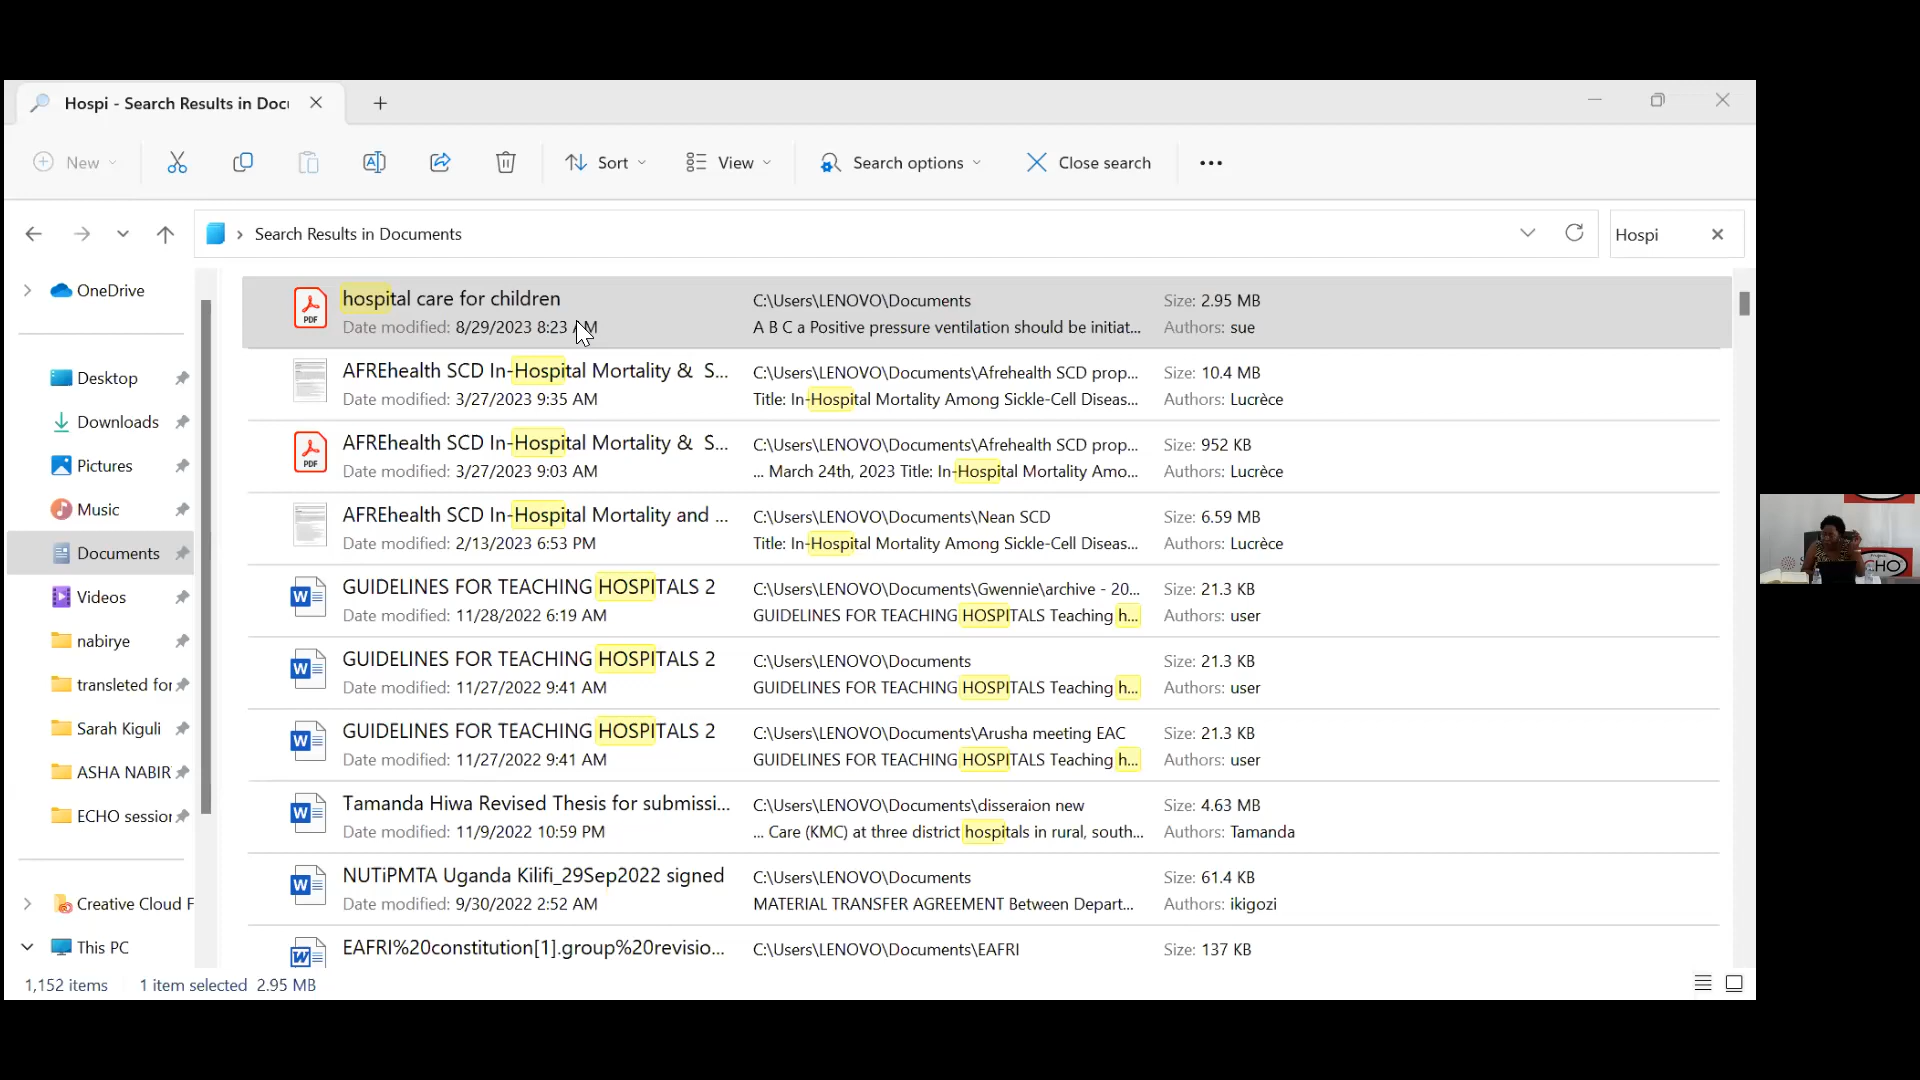 Hospi - Search Results in Docu
New
Sort
View
Search options
Close search
Search Results in Documents
Hospi
OneDrive
Desktop
Downloads
Pictures
Music
Documents
Videos
nabirye
transleted for
Sarah Kiguli
ASHA NABIR
ECHO session
Creative Cloud F
This PC
hospital care for children
C:\Users\LENOVO\Documents
Size: 2.95 MB
PDF
Date modified: 8/29/2023 8:23 AM
A B C a Positive pressure ventilation should be initiat...
Authors: sue
AFREhealth SCD In-Hospital Mortality & S...
C:\Users\LENOVO\Documents\Afrehealth SCD prop...
Size: 10.4 MB
Date modified: 3/27/2023 9:35 AM
Title: In-Hospital Mortality Among Sickle-Cell Diseas...
Authors: Lucrèce
AFREhealth SCD In-Hospital Mortality & S...
C:\Users\LENOVO\Documents\Afrehealth SCD prop...
Size: 952 KB
PDF
Date modified: 3/27/2023 9:03 AM
... March 24th, 2023 Title: In-Hospital Mortality Amo...
Authors: Lucrèce
AFREhealth SCD In-Hospital Mortality and ...
C:\Users\LENOVO\Documents\Nean SCD
Size: 6.59 MB
Date modified: 2/13/2023 6:53 PM
Title: In-Hospital Mortality Among Sickle-Cell Diseas...
Authors: Lucrèce
GUIDELINES FOR TEACHING HOSPITALS 2
C:\Users\LENOVO\Documents\Gwennie\archive - 20...
Size: 21.3 KB
W
Date modified: 11/28/2022 6:19 AM
GUIDELINES FOR TEACHING HOSPITALS Teaching h...
Authors: user
GUIDELINES FOR TEACHING HOSPITALS 2
C:\Users\LENOVO\Documents
Size: 21.3 KB
W
Date modified: 11/27/2022 9:41 AM
GUIDELINES FOR TEACHING HOSPITALS Teaching h...
Authors: user
GUIDELINES FOR TEACHING HOSPITALS 2
C:\Users\LENOVO\Documents\Arusha meeting EAC
Size: 21.3 KB
W
Date modified: 11/27/2022 9:41 AM
GUIDELINES FOR TEACHING HOSPITALS Teaching h...
Authors: user
Tamanda Hiwa Revised Thesis for submissi...
C:\Users\LENOVO\Documents\disseraion new
Size: 4.63 MB
W
Date modified: 11/9/2022 10:59 PM
... Care (KMC) at three district hospitals in rural, south...
Authors: Tamanda
NUTiPMTA Uganda Kilifi_29Sep2022 signed
C:\Users\LENOVO\Documents
Size: 61.4 KB
W
Date modified: 9/30/2022 2:52 AM
MATERIAL TRANSFER AGREEMENT Between Depart...
Authors: ikigozi
EAFRI%20constitution[1].group%20revisio...
C:\Users\LENOVO\Documents\EAFRI
Size: 137 KB
W
1,152 items
1 item selected 2.95 MB
CHO